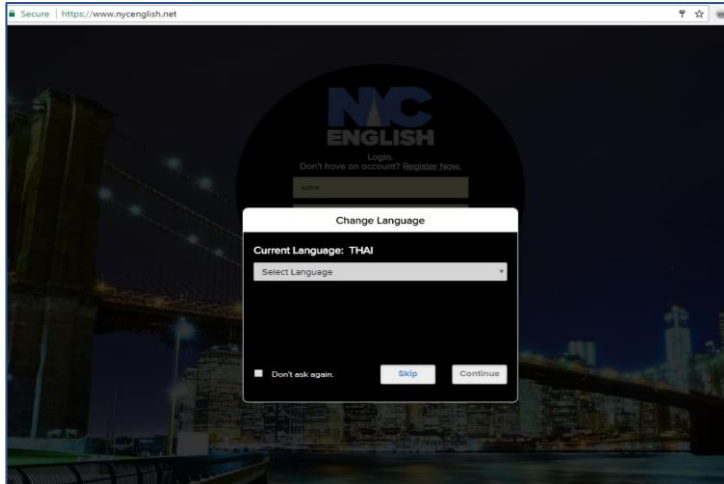 Secure | https://www.nycenglish.net
NYC
ENGLISH
Login.
Don't have an account? Register Now.
Change Language
Current Language: THAI
Select Language
Don't ask again.
Skip
Continue